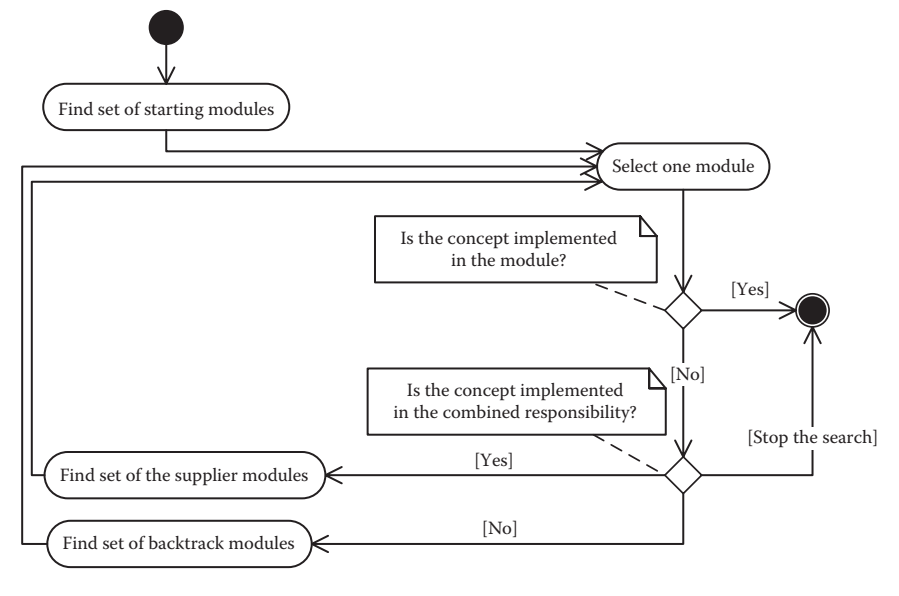 Find set of starting modules
Select one module
Is the concept implemented
in the module?
[Yes]
[No]
Is the concept implemented
in the combined responsibility?
[Stop the search]
[Yes]
Find set of the supplier modules
[No]
Find set of backtrack modules